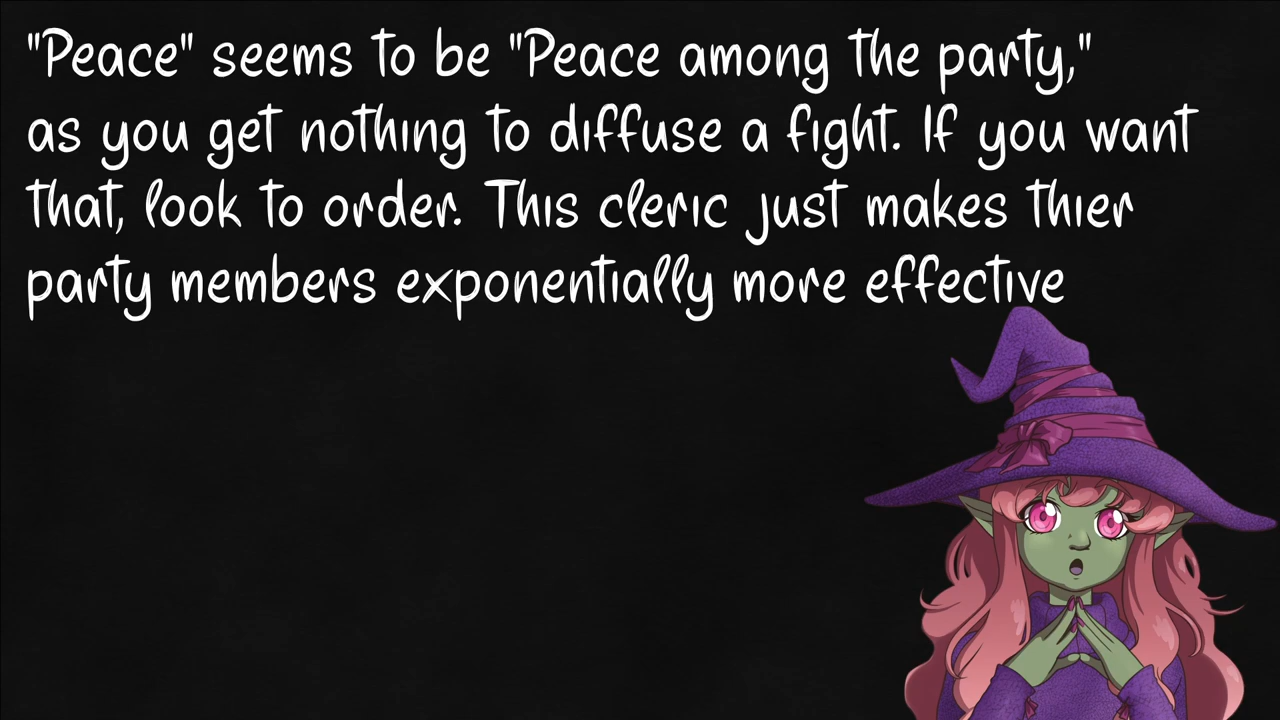 "Peace" seems to be "Peace among the party,"
as you get nothing to diffuse a fight. If you want
that, look to order. This cleric just makes thier
party members exponentially more effective